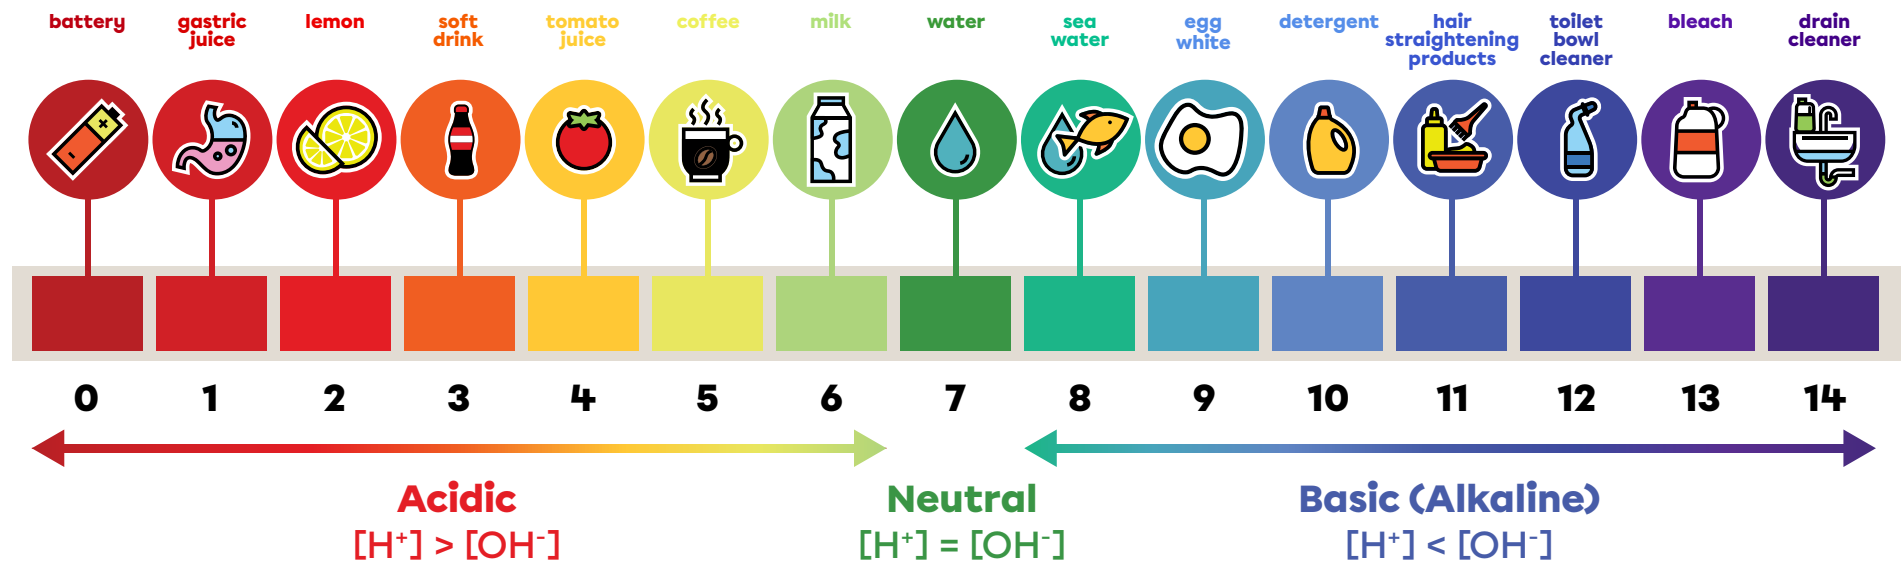 battery
gastric
juice
lemon
soft
drink
tomato
juice
coffee
milk
water
sea
water
egg
white
detergent
hair
straightening
products
toilet
bowl
cleaner
bleach
drain
cleaner
0 1 2 3 4 5 6 7 8 9 10 11 12 13 14
Acidic
[H⁺] > [OH⁻]
Neutral
[H⁺] = [OH⁻]
Basic (Alkaline)
[H⁺] < [OH⁻]